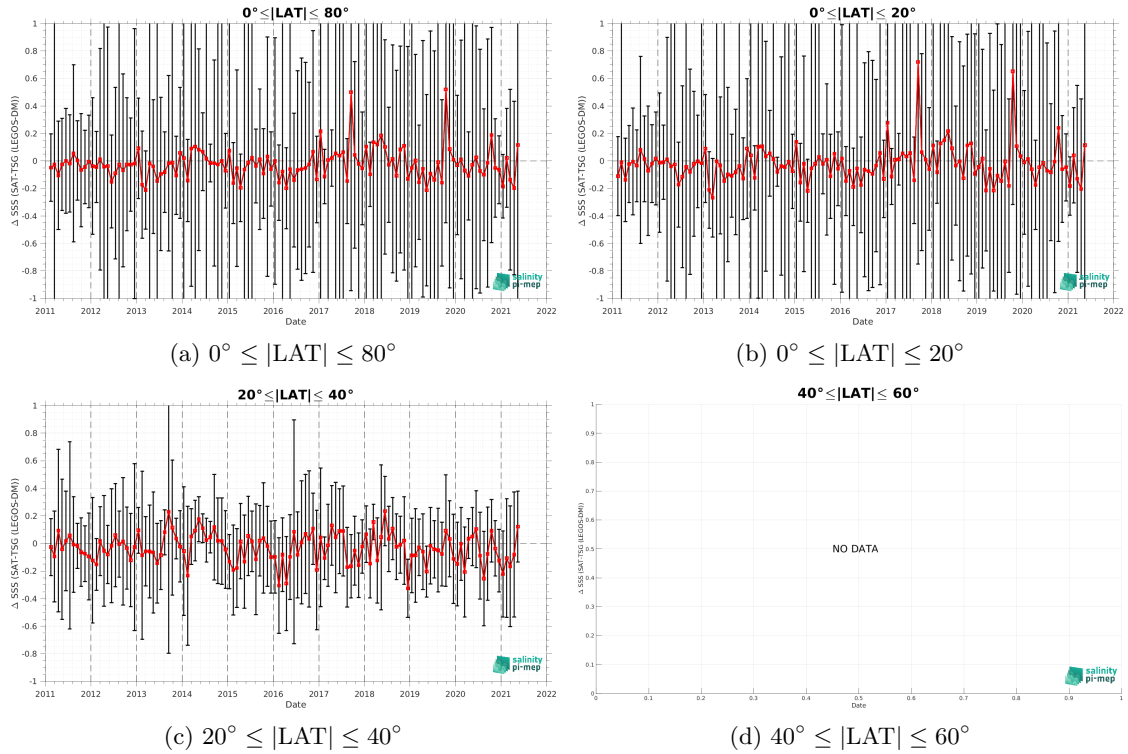 0°≤|LAT|≤ 80°
Δ SSS (SAT-TSG (LEGOS-DM))
1
0.8
0.6
0.4
0.2
0
-0.2
-0.4
-0.6
-0.8
-1
2011 2012 2013 2014 2015 2016 2017 2018 2019 2020 2021 2022
Date
salinity
pi-mep
(a) 0° ≤ |LAT| ≤ 80°
0°≤|LAT|≤ 20°
Δ SSS (SAT-TSG (LEGOS-DM))
1
0.8
0.6
0.4
0.2
0
-0.2
-0.4
-0.6
-0.8
-1
2011 2012 2013 2014 2015 2016 2017 2018 2019 2020 2021 2022
Date
salinity
pi-mep
(b) 0° ≤ |LAT| ≤ 20°
20°≤|LAT|≤ 40°
Δ SSS (SAT-TSG (LEGOS-DM))
1
0.8
0.6
0.4
0.2
0
-0.2
-0.4
-0.6
-0.8
-1
2011 2012 2013 2014 2015 2016 2017 2018 2019 2020 2021 2022
Date
salinity
pi-mep
(c) 20° ≤ |LAT| ≤ 40°
40°≤|LAT|≤ 60°
Δ SSS (SAT-TSG (LEGOS-DM))
1
0.9
0.8
0.7
0.6
0.5
0.4
0.3
0.2
0.1
0
NO DATA
0 0.1 0.2 0.3 0.4 0.5 0.6 0.7 0.8 0.9 1
Date
salinity
pi-mep
(d) 40° ≤ |LAT| ≤ 60°